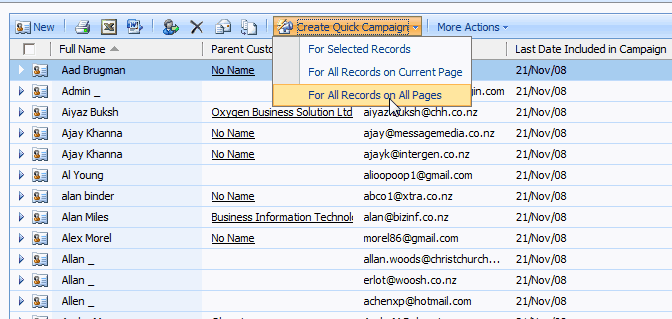 New Create Quick Campaign More Actions
Full Name Parent Custo Last Date Included in Campaign
For Selected Records
For All Records on Current Page
For All Records on All Pages
Aad Brugman No Name 21/Nov/08
Admin _ gin.com 21/Nov/08
Aiyaz Buksh Oxygen Business Solution Ltd aiyaz.buksh@chh.co.nz 21/Nov/08
Ajay Khanna No Name ajay@messagemedia.co.nz 21/Nov/08
Ajay Khanna No Name ajayk@intergen.co.nz 21/Nov/08
Al Young alioopoop1@gmail.com 21/Nov/08
alan binder No Name abco1@xtra.co.nz 21/Nov/08
Alan Miles Business Information Technolo alan@bizinf.co.nz 21/Nov/08
Alex Morel No Name morel86@gmail.com 21/Nov/08
Allan _ allan.woods@christchurch... 21/Nov/08
Allan _ erlot@woosh.co.nz 21/Nov/08
Allen _ achenxp@hotmail.com 21/Nov/08